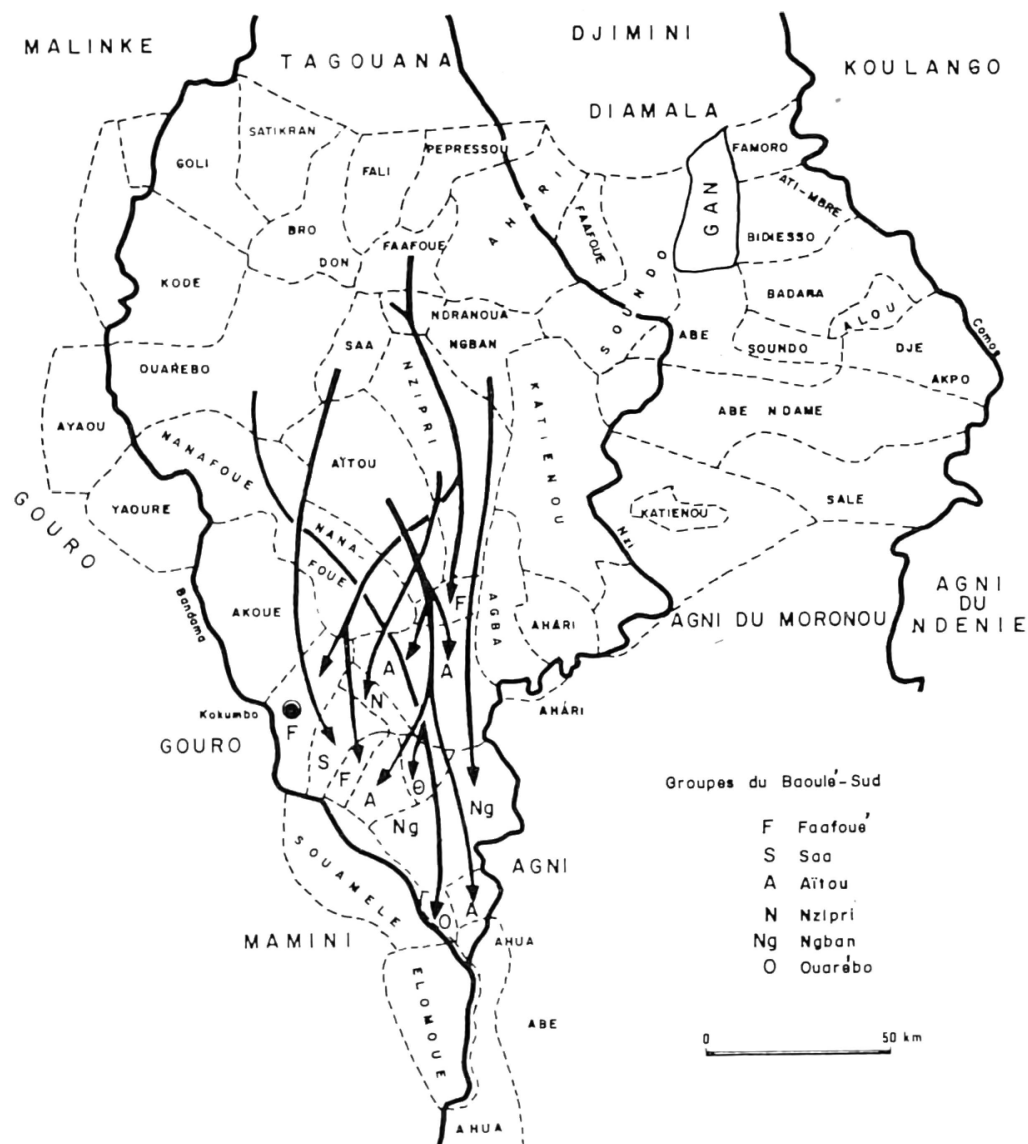 MALINKE
TAGOUANA
DJIMINI
KOULANGO
DIAMALA
SATIKRAN
GOLI
FALI
PEPRESSOU
FAMORO
ATI-MBRE
AHARI
FAAFOUE
GAN
BIDIESSO
BRO
DON
FAAFOUE
KODE
SOUNDO
BADARA
ALOU
Comoe
NDRANOUA
SAA
NGBAN
ABE
SOUNDO
DJE
OUAREBO
NZIPRI
AKPO
AYAOU
KATIENOU
ABE NDAME
NANAFOUE
AÏTOU
GOURO
YAOURE
KATIENOU
SALE
NANA
FOUE
Nzi
Bandama
AKOUE
F
AGBA
AHARI
AGNI DU MORONOU
AGNI
DU
NDENIE
A
A
N
AHÁRI
Kokumbo
F
GOURO
S
F
A
O
Ng
Ng
SOUAMELE
AGNI
MAMINI
O
A
AHUA
ELOMOUE
ABE
AHUA
Groupes du Baoulé-Sud
F Faafoué
S Saa
A Aïtou
N Nzipri
Ng Ngban
O Ouarébo
0 50 km